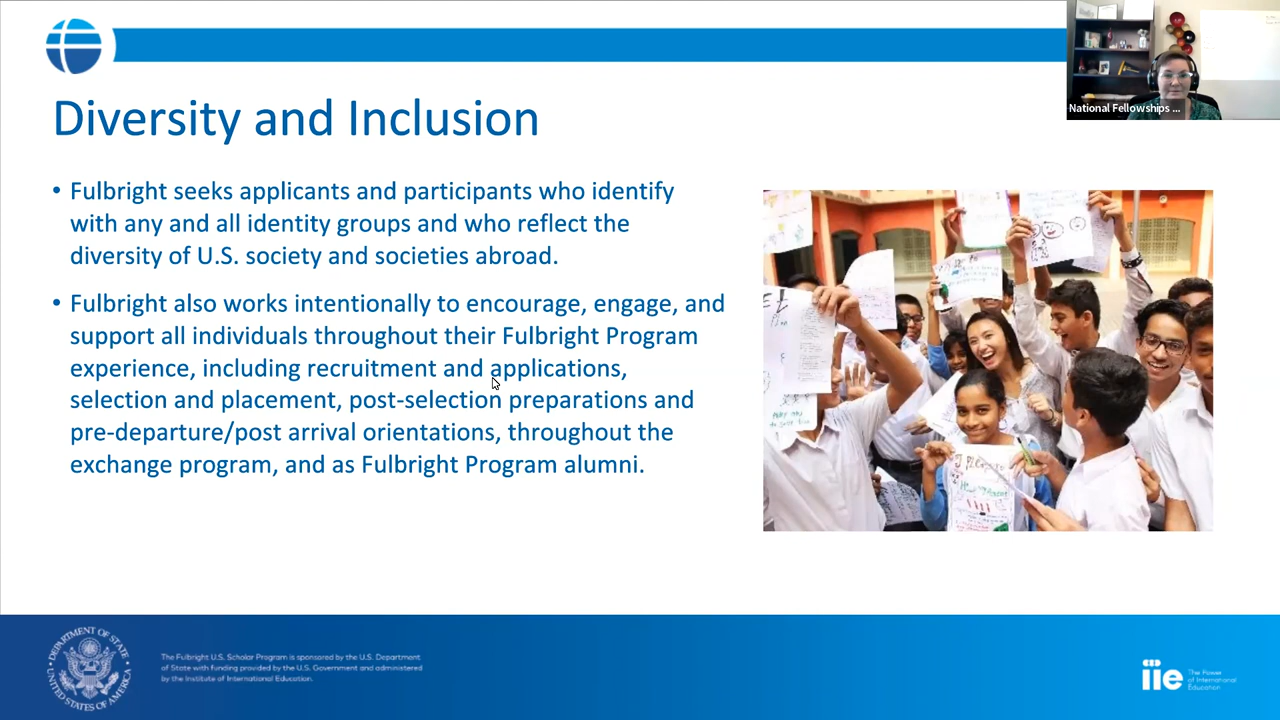 National Fellowships ...
Diversity and Inclusion
• Fulbright seeks applicants and participants who identify
with any and all identity groups and who reflect the
diversity of U.S. society and societies abroad.
• Fulbright also works intentionally to encourage, engage, and
support all individuals throughout their Fulbright Program
experience, including recruitment and applications,
selection and placement, post-selection preparations and
pre-departure/post arrival orientations, throughout the
exchange program, and as Fulbright Program alumni.
DEPARTMENT OF STATE
UNITED STATES OF AMERICA
The Fulbright U.S. Scholar Program is sponsored by the U.S. Department
of State with funding provided by the U.S. Government and administered
by the Institute of International Education.
iie
The Power
of International
Education